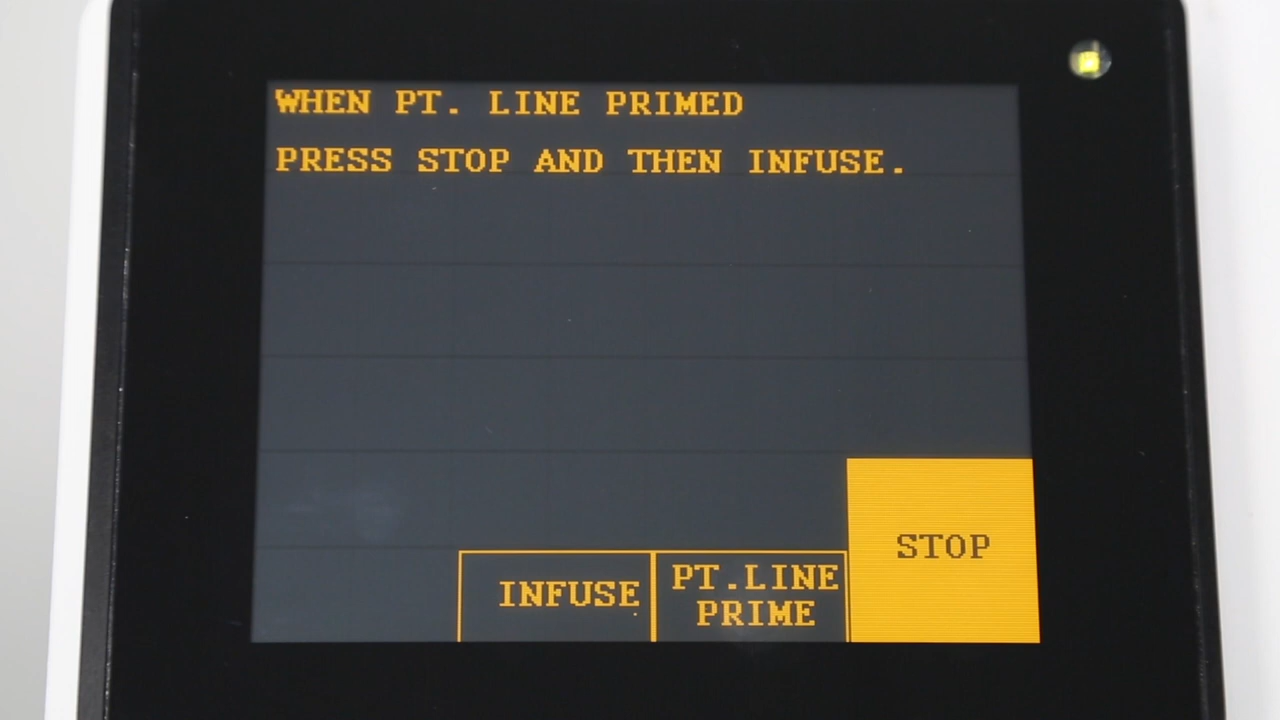 WHEN PT. LINE PRIMED
PRESS STOP AND THEN INFUSE.
INFUSE
PT.LINE
PRIME
STOP